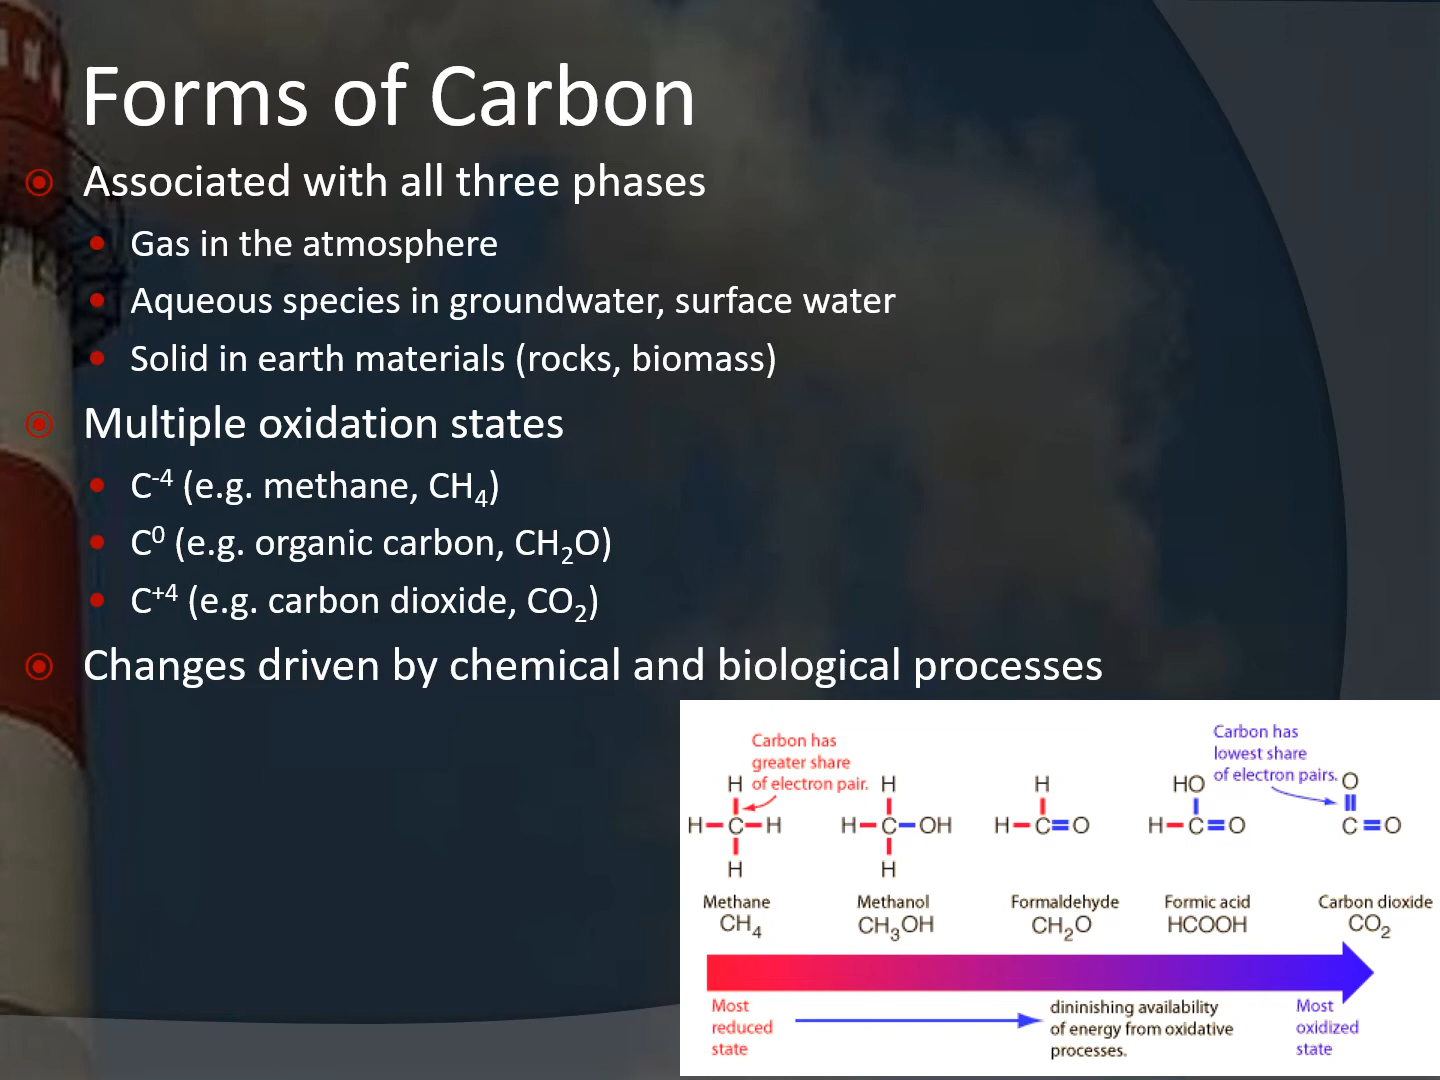 Forms of Carbon
Associated with all three phases
Gas in the atmosphere
Aqueous species in groundwater, surface water
Solid in earth materials (rocks, biomass)
Multiple oxidation states
C⁻⁴ (e.g. methane, CH₄)
C⁰ (e.g. organic carbon, CH₂O)
C⁺⁴ (e.g. carbon dioxide, CO₂)
Changes driven by chemical and biological processes
Carbon has
greater share
of electron pair.
Carbon has
lowest share
of electron pairs.
H H H HO O
H C H H C OH H C O H C O C O
H H
Methane Methanol Formaldehyde Formic acid Carbon dioxide
CH₄ CH₃OH CH₂O HCOOH CO₂
Most
reduced
state
dininishing availability
of energy from oxidative
processes.
Most
oxidized
state